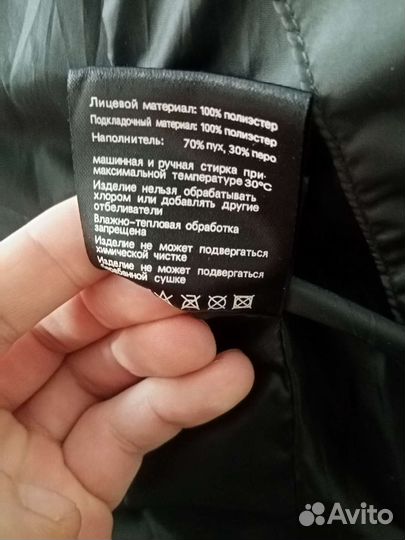 Лицевой материал: 100% полиэстер
Подкладочный материал: 100% полиэстер
Наполнитель: 70% пух, 30% перо
машинная и ручная стирка при
максимальной температуре 30°C
Изделие нельзя обрабатывать
хлором или добавлять другие
отбеливатели
Влажно-тепловая обработка
запрещена
Изделие не может подвергаться
химической чистке
Изделие не может подвергаться
барабанной сушке
Avito